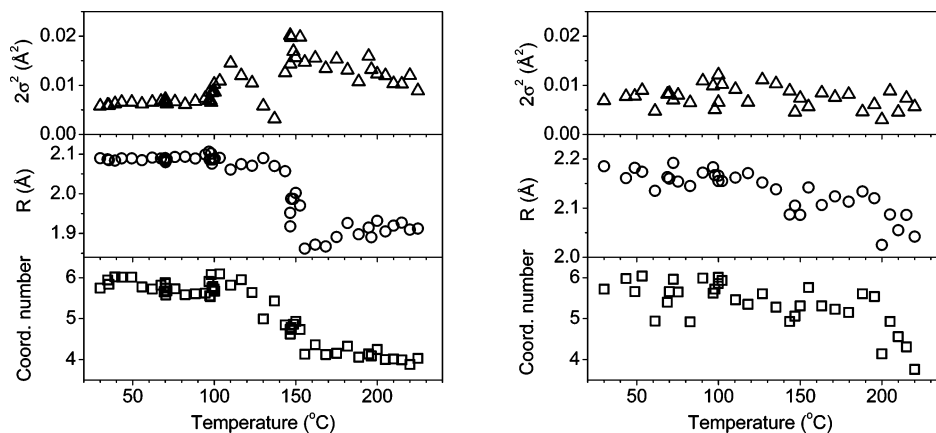 0.02
0.01
0.00
2σ² (Å²)
2.1
2.0
1.9
R (Å)
6
5
4
Coord. number
50 100 150 200
Temperature (°C)
0.02
0.01
0.00
2σ² (Å²)
2.2
2.1
2.0
R (Å)
6
5
4
Coord. number
50 100 150 200
Temperature (°C)